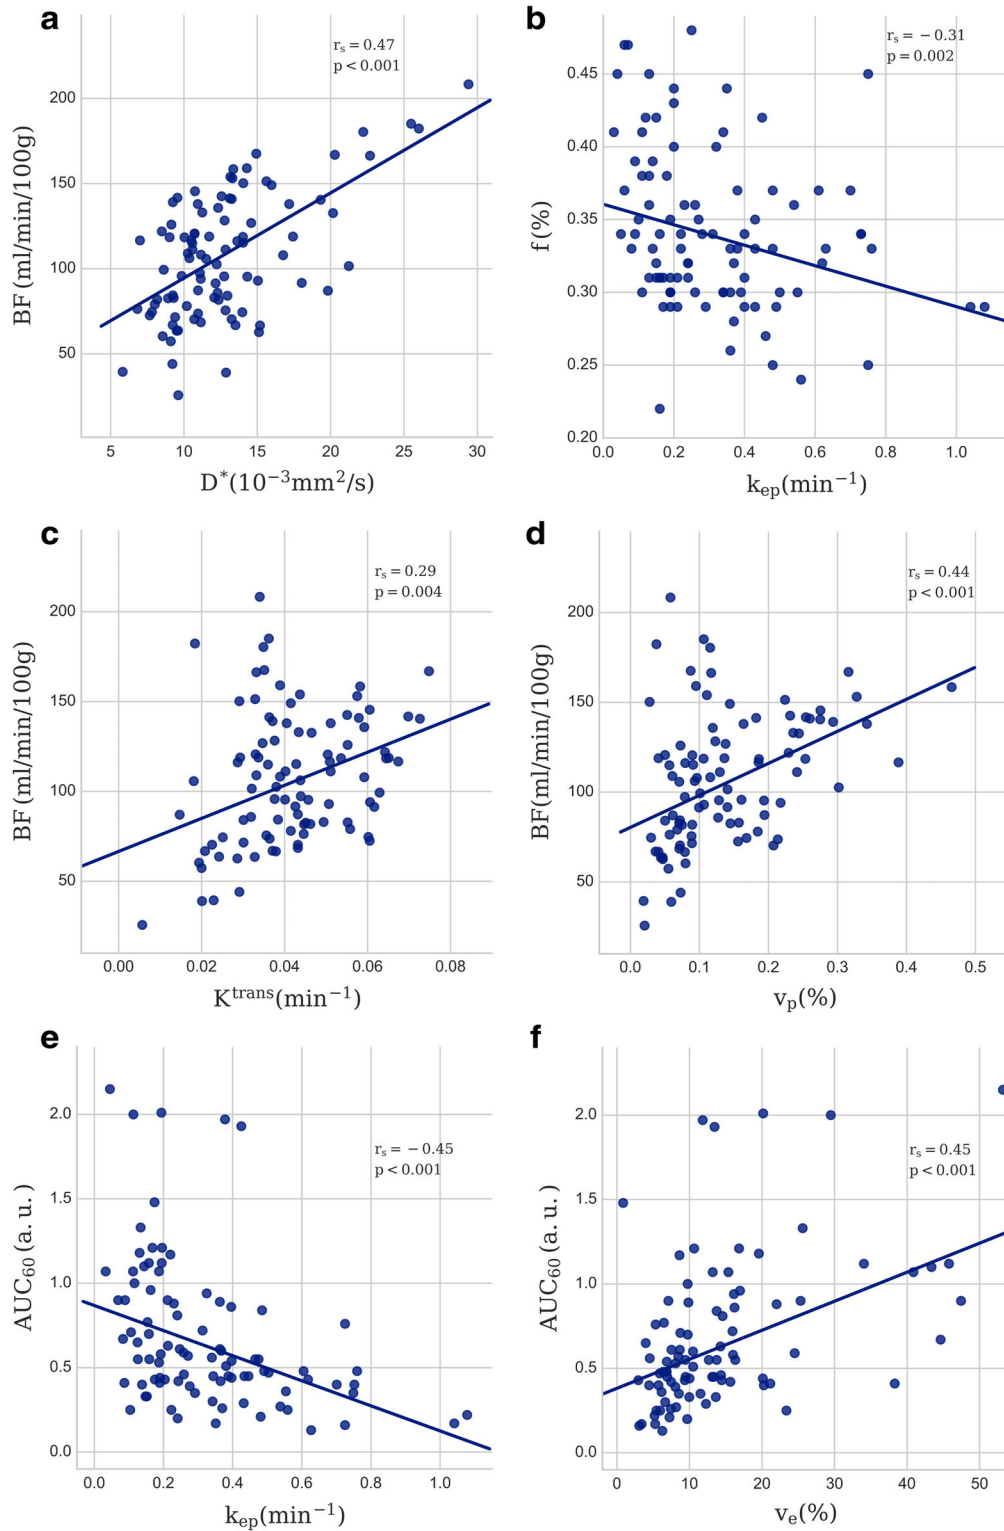 a
r_s = 0.47
p < 0.001
BF (ml/min/100g)
200
150
100
50
5 10 15 20 25 30
D*(10⁻³mm²/s)
b
r_s = −0.31
p = 0.002
f (%)
0.45
0.40
0.35
0.30
0.25
0.20
0.0 0.2 0.4 0.6 0.8 1.0
k_ep(min⁻¹)
c
r_s = 0.29
p = 0.004
BF (ml/min/100g)
200
150
100
50
0.00 0.02 0.04 0.06 0.08
K^trans(min⁻¹)
d
r_s = 0.44
p < 0.001
BF(ml/min/100g)
200
150
100
50
0.0 0.1 0.2 0.3 0.4 0.5
v_p(%)
e
r_s = −0.45
p < 0.001
AUC₆₀ (a. u. )
2.0
1.5
1.0
0.5
0.0
0.0 0.2 0.4 0.6 0.8 1.0
k_ep(min⁻¹)
f
r_s = 0.45
p < 0.001
AUC₆₀ (a. u. )
2.0
1.5
1.0
0.5
0.0
0 10 20 30 40 50
v_e(%)